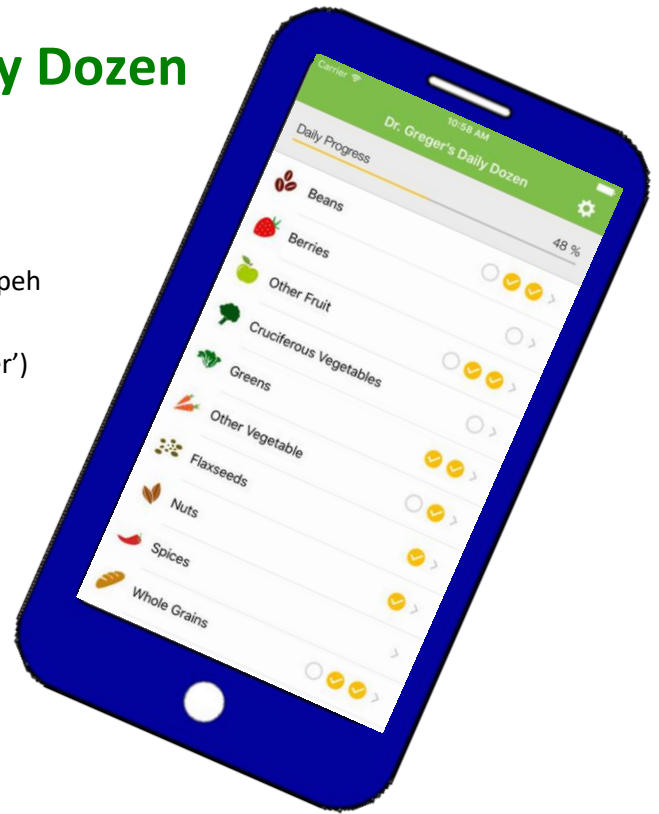 y Dozen
peh
r’)
Carrier
10:58 AM
Dr. Greger's Daily Dozen
Daily Progress
48 %
Beans
Berries
Other Fruit
Cruciferous Vegetables
Greens
Other Vegetable
Flaxseeds
Nuts
Spices
Whole Grains